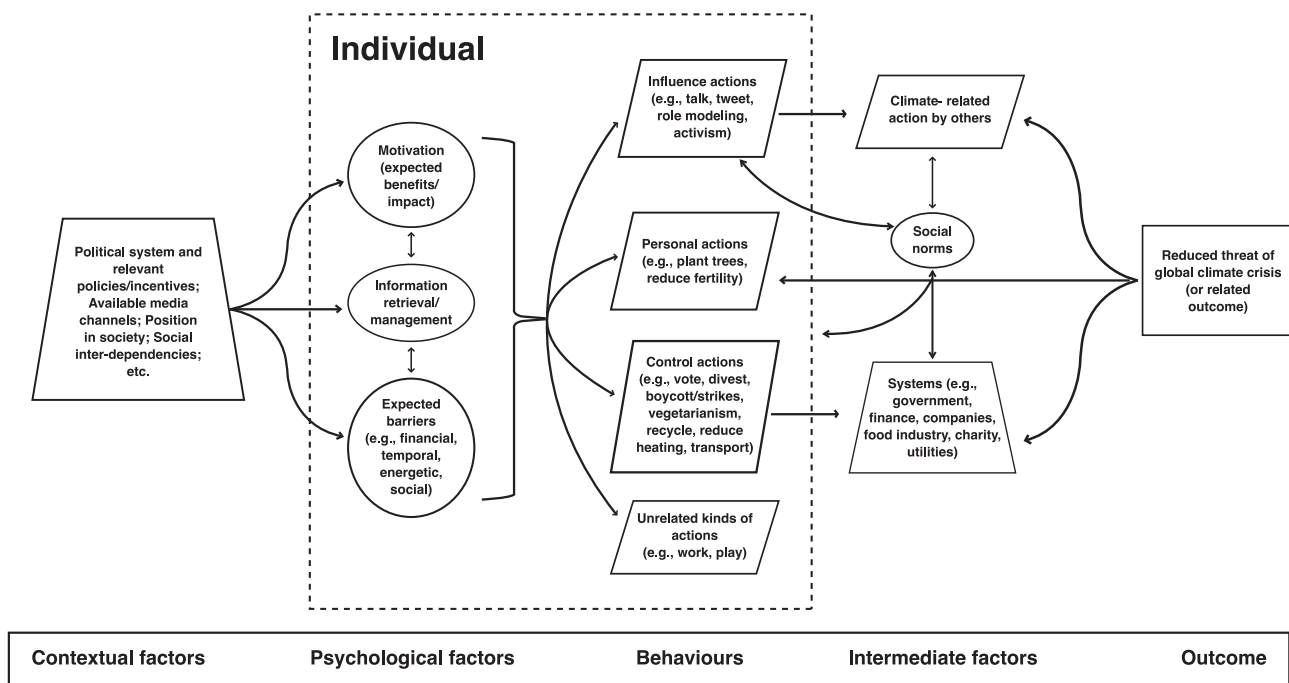 Individual
Political system and
relevant
policies/incentives;
Available media
channels; Position
in society; Social
inter-dependencies;
etc.
Motivation
(expected
benefits/
impact)
Information
retrieval/
management
Expected
barriers
(e.g., financial,
temporal,
energetic,
social)
Influence actions
(e.g., talk, tweet,
role modeling,
activism)
Personal actions
(e.g., plant trees,
reduce fertility)
Control actions
(e.g., vote, divest,
boycott/strikes,
vegetarianism,
recycle, reduce
heating, transport)
Unrelated kinds of
actions
(e.g., work, play)
Climate- related
action by others
Social
norms
Systems (e.g.,
government,
finance, companies,
food industry, charity,
utilities)
Reduced threat of
global climate crisis
(or related
outcome)
Contextual factors
Psychological factors
Behaviours
Intermediate factors
Outcome